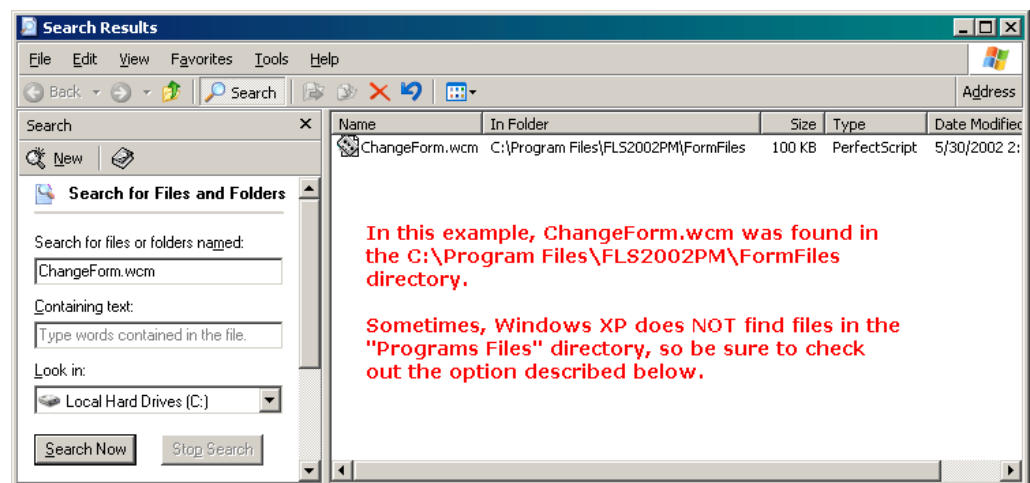 Search Results
File Edit View Favorites Tools Help
Back Search Address
Search
New
Search for Files and Folders
Search for files or folders named:
ChangeForm.wcm
Containing text:
Type words contained in the file.
Look in:
Local Hard Drives (C:)
Search Now Stop Search
Name In Folder Size Type Date Modified
ChangeForm.wcm C:\Program Files\FLS2002PM\FormFiles 100 KB PerfectScript 5/30/2002 2:
In this example, ChangeForm.wcm was found in
the C:\Program Files\FLS2002PM\FormFiles
directory.
Sometimes, Windows XP does NOT find files in the
"Programs Files" directory, so be sure to check
out the option described below.